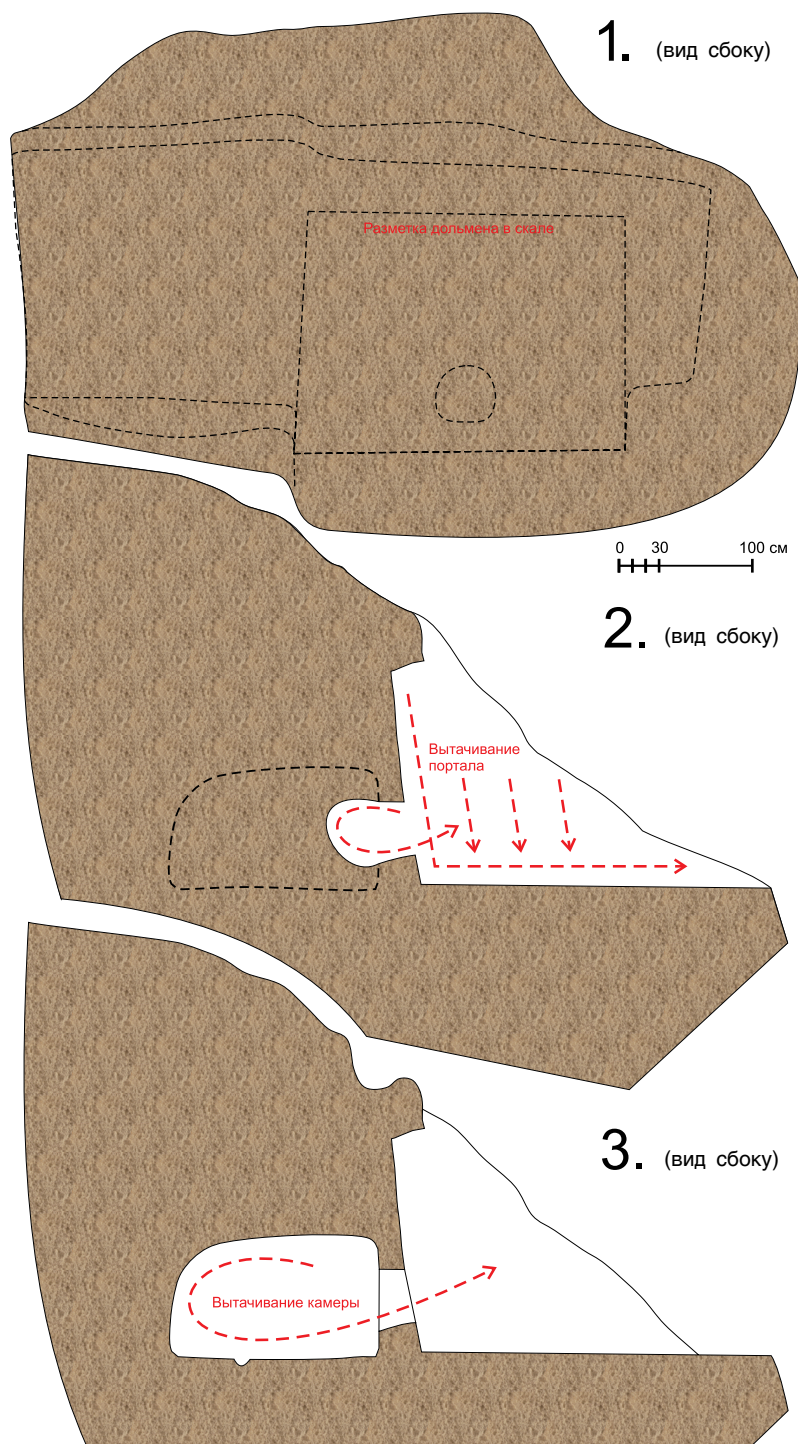 1. (вид сбоку)
Разметка дольмена в скале
0 30 100 см
2. (вид сбоку)
Вытачивание
портала
3. (вид сбоку)
Вытачивание камеры